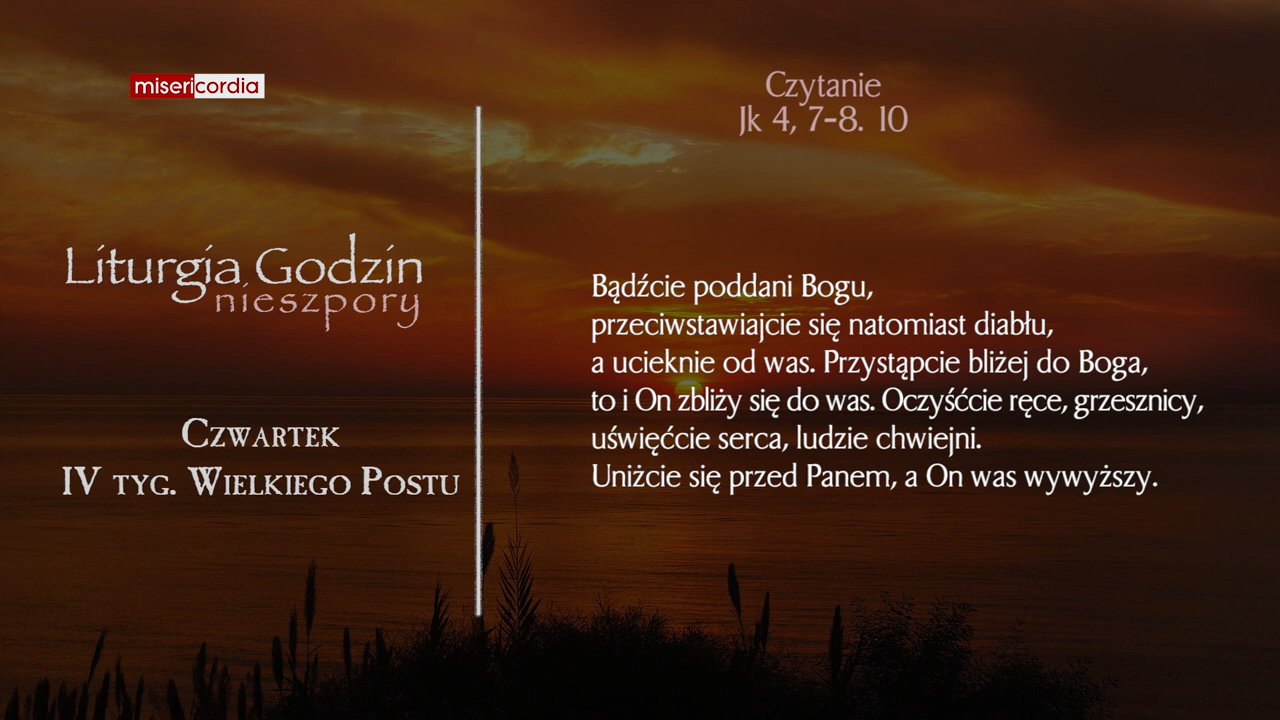 misericordia
Liturgia Godzin
nieszpory
Czwartek
IV tyg. Wielkiego Postu
Czytanie
Jk 4, 7-8. 10
Bądźcie poddani Bogu,
przeciwstawiajcie się natomiast diabłu,
a ucieknie od was. Przystąpcie bliżej do Boga,
to i On zbliży się do was. Oczyśćcie ręce, grzesznicy,
uświęćcie serca, ludzie chwiejni.
Uniżcie się przed Panem, a On was wywyższy.